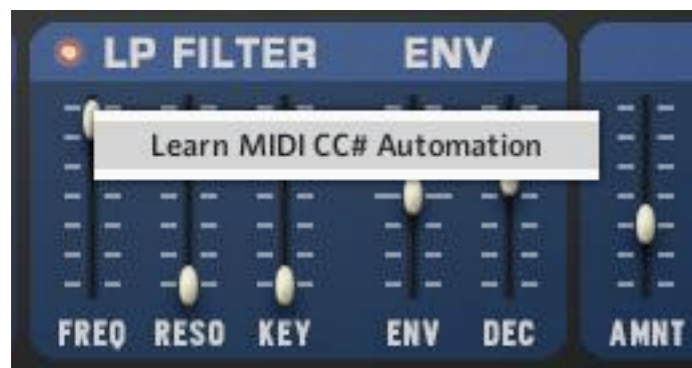 LP FILTER ENV
Learn MIDI CC# Automation
FREQ RESO KEY ENV DEC AMNT